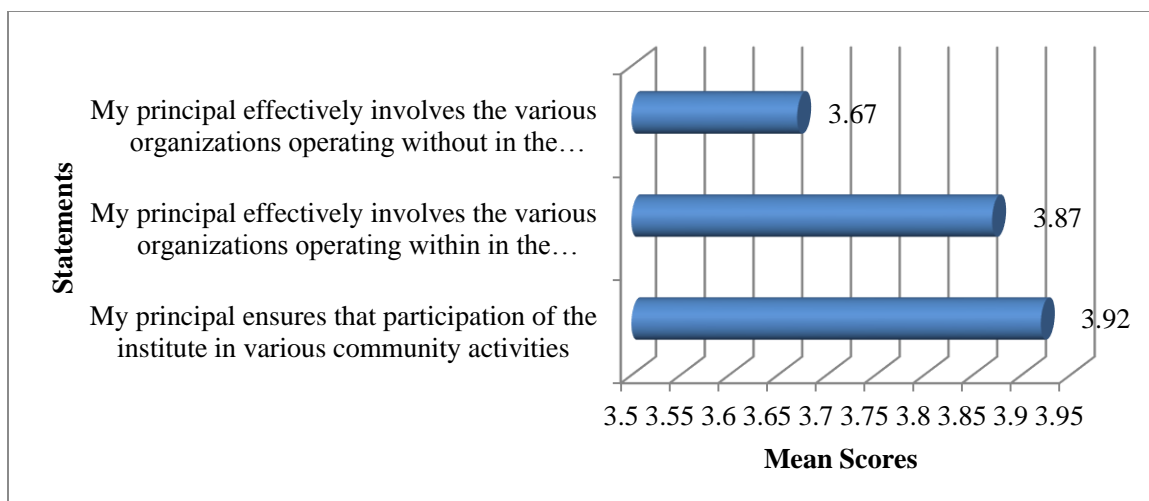 My principal effectively involves the various
organizations operating without in the…
3.67
My principal effectively involves the various
organizations operating within in the…
3.87
My principal ensures that participation of the
institute in various community activities
3.92
Statements
3.5 3.55 3.6 3.65 3.7 3.75 3.8 3.85 3.9 3.95
Mean Scores